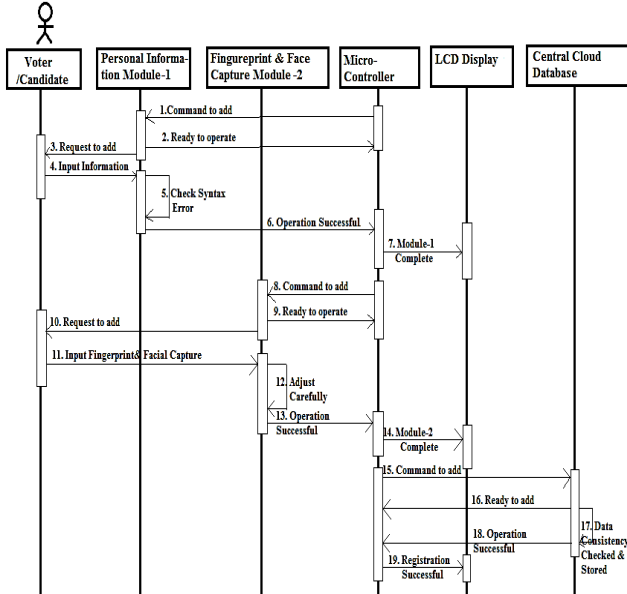 Voter
/Candidate
Personal Informa-
tion Module-1
Fingureprint & Face
Capture Module -2
Micro-
Controller
LCD Display
Central Cloud
Database
1.Command to add
2. Ready to operate
3. Request to add
4. Input Information
5. Check Syntax
Error
6. Operation Successful
7. Module-1
Complete
8. Command to add
9. Ready to operate
10. Request to add
11. Input Fingerprint& Facial Capture
12. Adjust
Carefully
13. Operation
Successful
14. Module-2
Complete
15. Command to add
16. Ready to add
17. Data
Consistency
Checked &
Stored
18. Operation
Successful
19. Registration
Successful